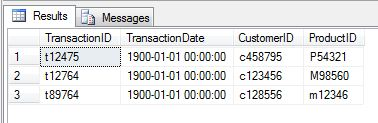 Results Messages
TransactionID TransactionDate CustomerID ProductID
1 t12475 1900-01-01 00:00:00 c458795 P54321
2 t12764 1900-01-01 00:00:00 c123456 M98560
3 t89764 1900-01-01 00:00:00 c128556 m12346